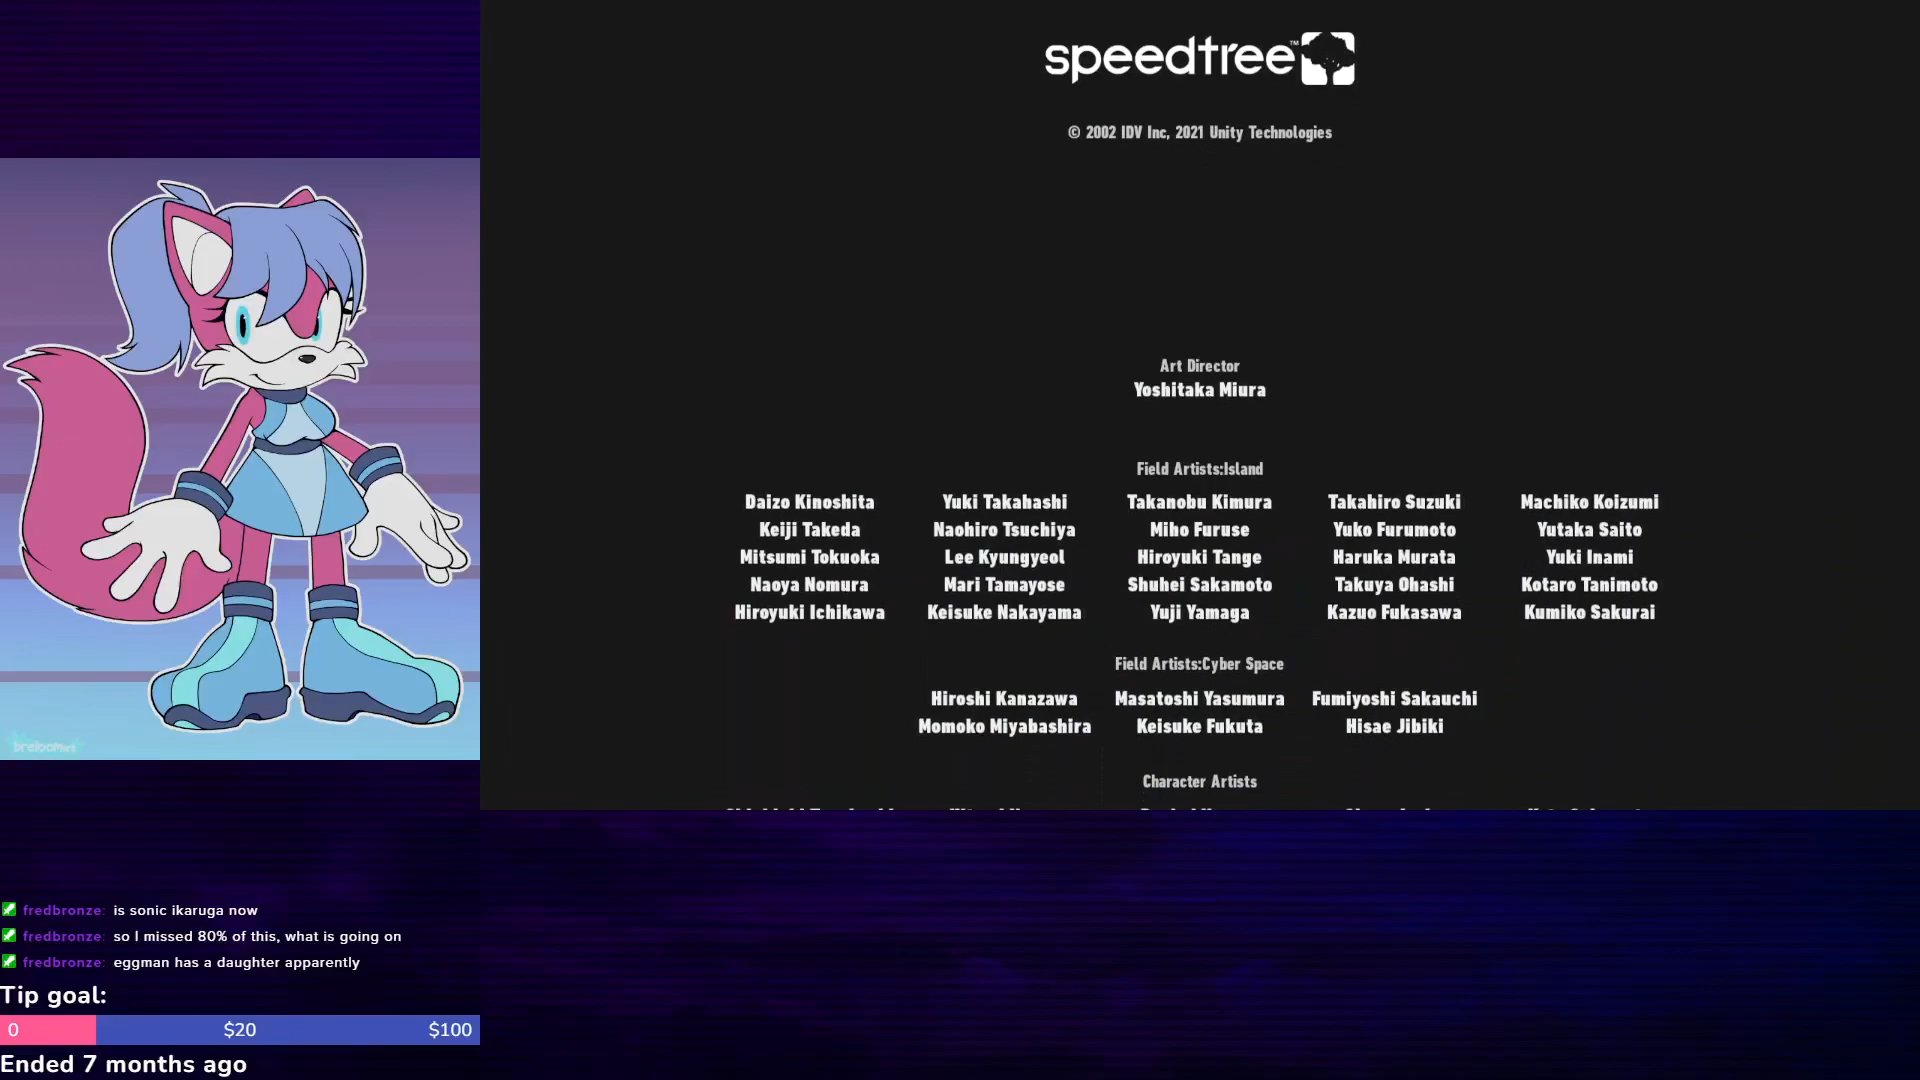 speedtree™
© 2002 IDV Inc, 2021 Unity Technologies
Art Director
Yoshitaka Miura
Field Artists:Island
Daizo Kinoshita Yuki Takahashi Takanobu Kimura Takahiro Suzuki Machiko Koizumi
Keiji Takeda Naohiro Tsuchiya Miho Furuse Yuko Furumoto Yutaka Saito
Mitsumi Tokuoka Lee Kyungyeol Hiroyuki Tange Haruka Murata Yuki Inami
Naoya Nomura Mari Tamayose Shuhei Sakamoto Takuya Ohashi Kotaro Tanimoto
Hiroyuki Ichikawa Keisuke Nakayama Yuji Yamaga Kazuo Fukasawa Kumiko Sakurai
Field Artists:Cyber Space
Hiroshi Kanazawa Masatoshi Yasumura Fumiyoshi Sakauchi
Momoko Miyabashira Keisuke Fukuta Hisae Jibiki
Character Artists
fredbronze: is sonic ikaruga now
fredbronze: so I missed 80% of this, what is going on
fredbronze: eggman has a daughter apparently
Tip goal:
0 $20 $100
Ended 7 months ago